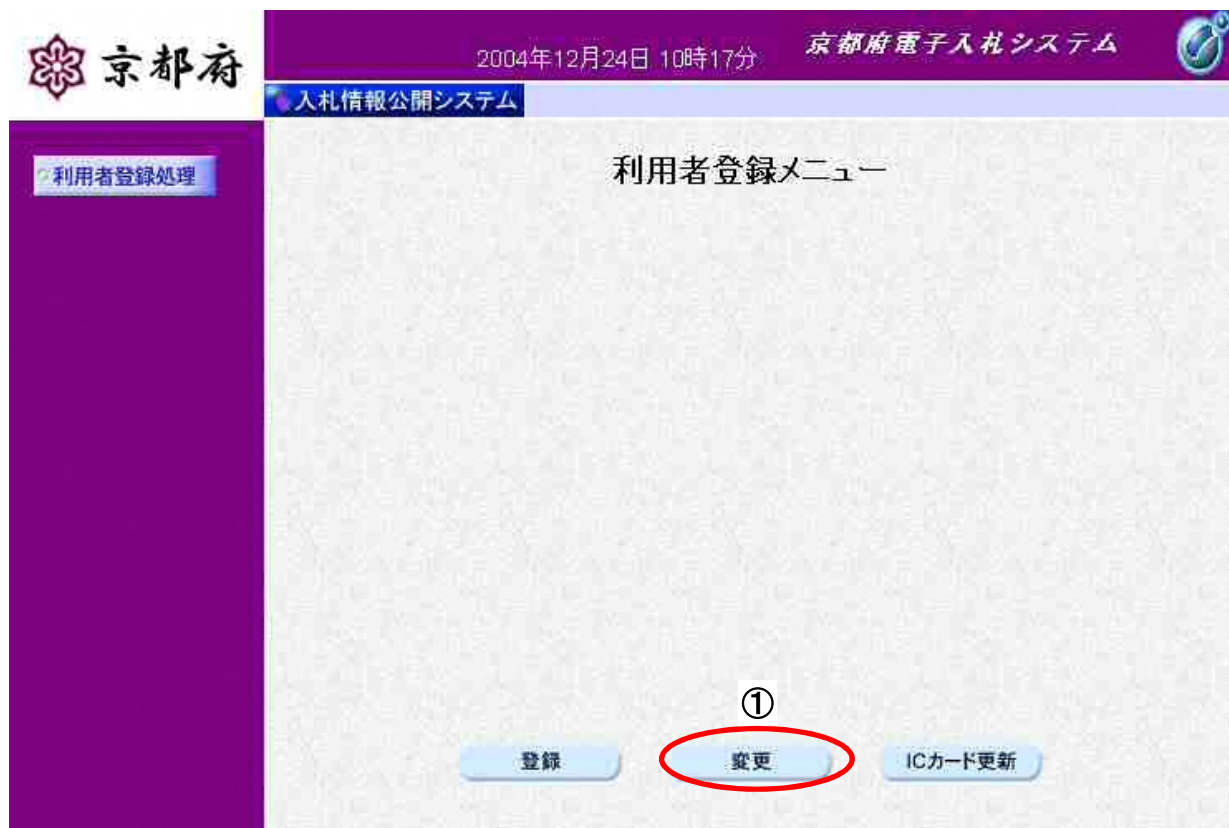 京都府
2004年12月24日 10時17分
京都府電子入札システム
入札情報公開システム
利用者登録処理
利用者登録メニュー
①
登録
変更
ICカード更新